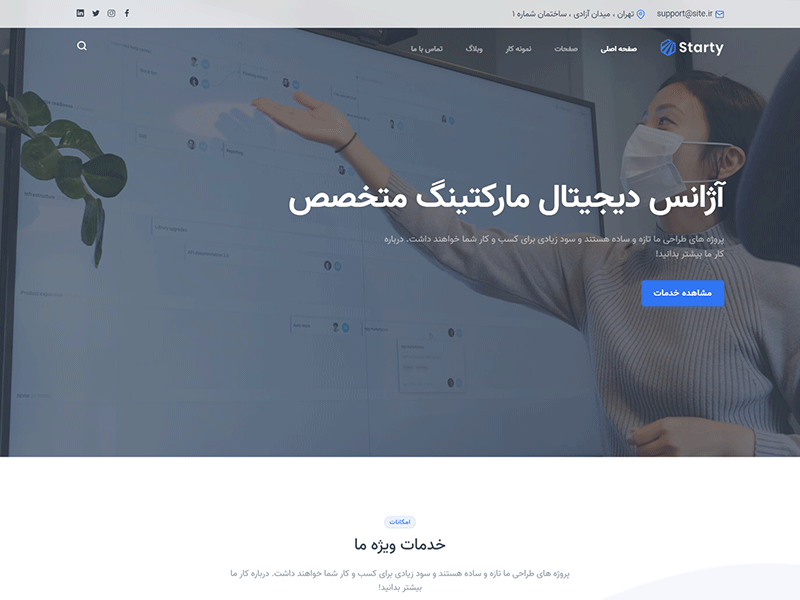 support@site.ir
تهران ، میدان آزادی ، ساختمان شماره ۱
Starty
صفحه اصلی
صفحات
نمونه کار
وبلاگ
تماس با ما
آژانس دیجیتال مارکتینگ متخصص
پروژه های طراحی ما تازه و ساده هستند و سود زیادی برای کسب و کار شما خواهند داشت. درباره
کار ما بیشتر بدانید!
مشاهده خدمات
امکانات
خدمات ویژه ما
پروژه های طراحی ما تازه و ساده هستند و سود زیادی برای کسب و کار شما خواهند داشت. درباره کار ما
بیشتر بدانید!